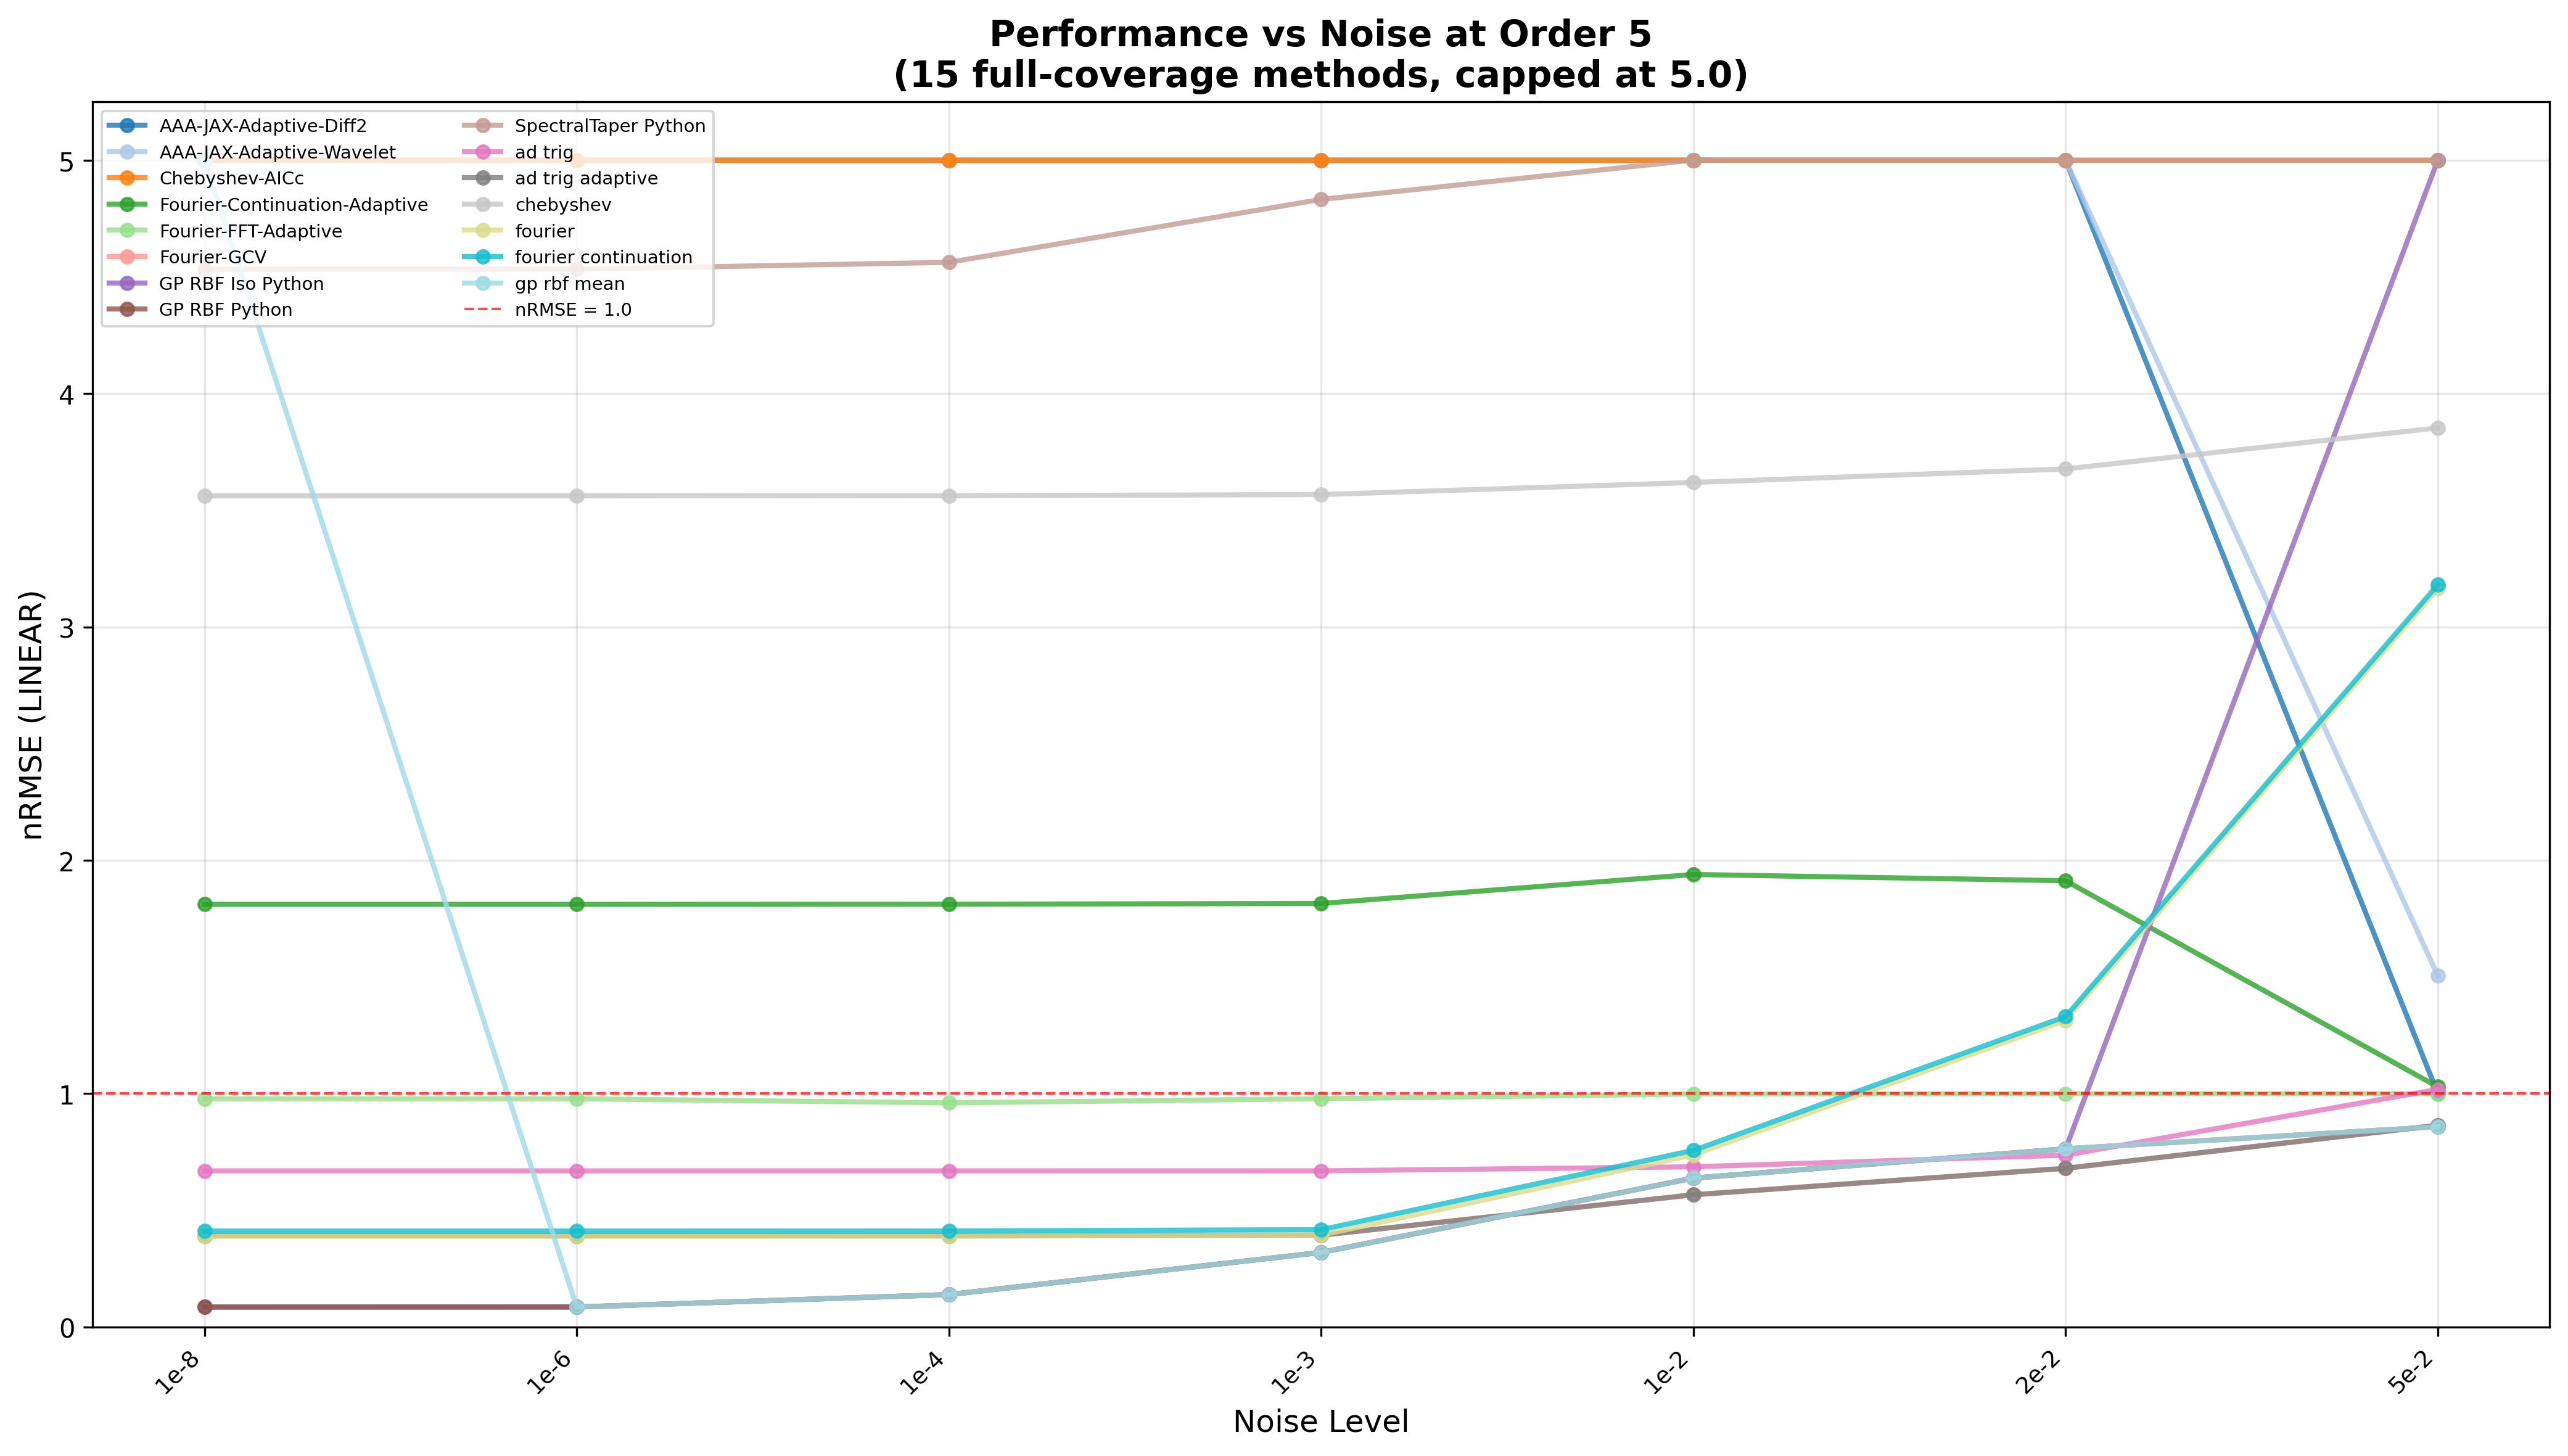 Performance vs Noise at Order 5
(15 full-coverage methods, capped at 5.0)
AAA-JAX-Adaptive-Diff2
AAA-JAX-Adaptive-Wavelet
Chebyshev-AICc
Fourier-Continuation-Adaptive
Fourier-FFT-Adaptive
Fourier-GCV
GP RBF Iso Python
GP RBF Python
SpectralTaper Python
ad trig
ad trig adaptive
chebyshev
fourier
fourier continuation
gp rbf mean
nRMSE = 1.0
nRMSE (LINEAR)
5
4
3
2
1
0
1e-8
1e-6
1e-4
1e-3
1e-2
2e-2
5e-2
Noise Level